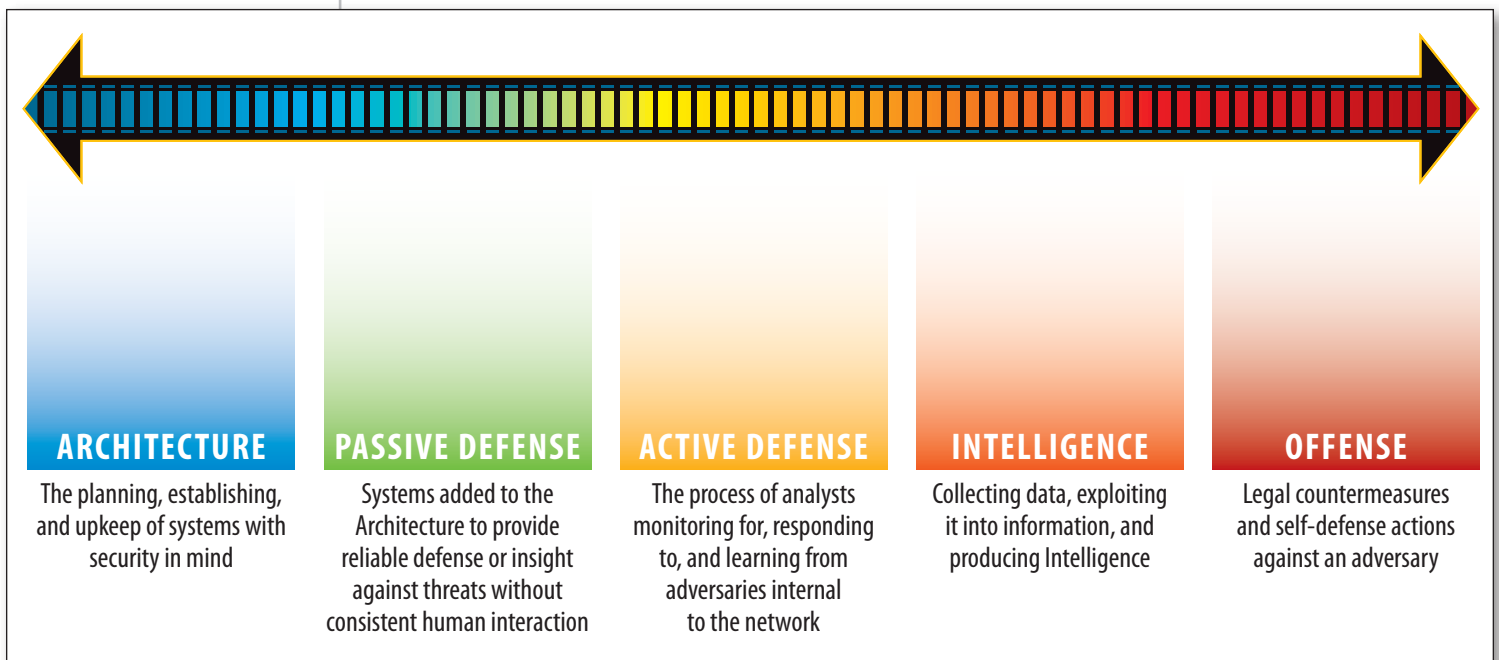 ARCHITECTURE
The planning, establishing,
and upkeep of systems with
security in mind
PASSIVE DEFENSE
Systems added to the
Architecture to provide
reliable defense or insight
against threats without
consistent human interaction
ACTIVE DEFENSE
The process of analysts
monitoring for, responding
to, and learning from
adversaries internal
to the network
INTELLIGENCE
Collecting data, exploiting
it into information, and
producing Intelligence
OFFENSE
Legal countermeasures
and self-defense actions
against an adversary